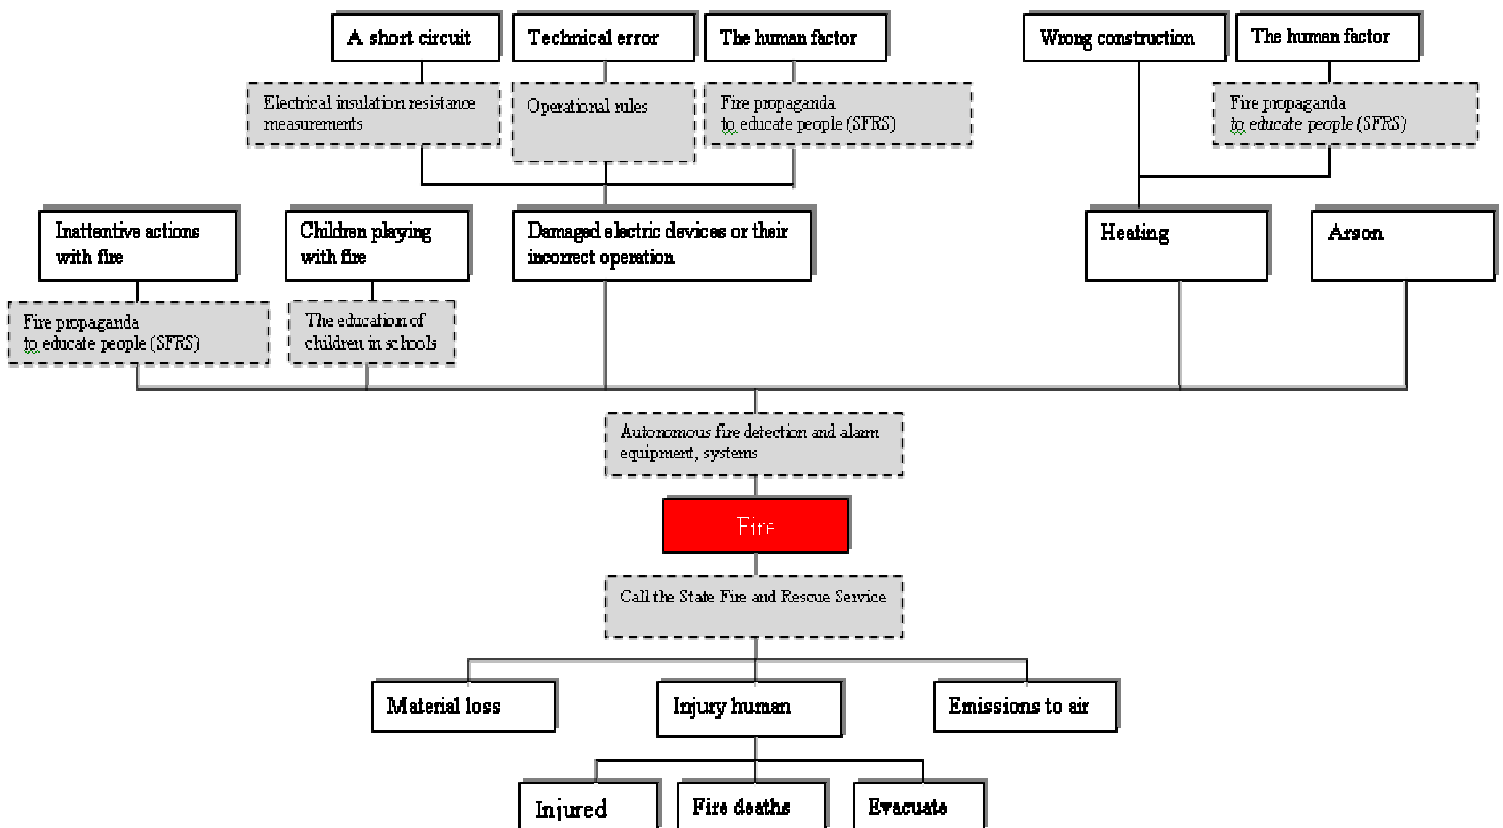 A short circuit
Technical error
The human factor
Wrong construction
The human factor
Electrical insulation resistance
measurements
Operational rules
Fire propaganda
to educate people (SFRS)
Fire propaganda
to educate people (SFRS)
Inattentive actions
with fire
Children playing
with fire
Damaged electric devices or their
incorrect operation
Heating
Arson
Fire propaganda
to educate people (SFRS)
The education of
children in schools
Autonomous fire detection and alarm
equipment, systems
Fire
Call the State Fire and Rescue Service
Material loss
Injury human
Emissions to air
Injured
Fire deaths
Evacuate